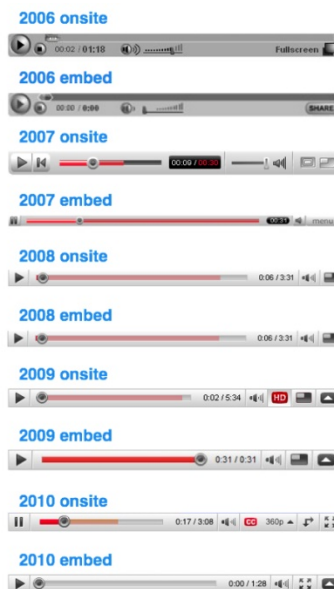 2006 onsite
00:02 / 01:18 Fullscreen
2006 embed
00:00 / 0:00 SHARE
2007 onsite
00:09 / 00:30
2007 embed
00:31 menu
2008 onsite
0:06 / 3:31
2008 embed
0:06 / 3:31
2009 onsite
0:02 / 5:34 HD
2009 embed
0:31 / 0:31
2010 onsite
0:17 / 3:08 CC 360p
2010 embed
0:00 / 1:28